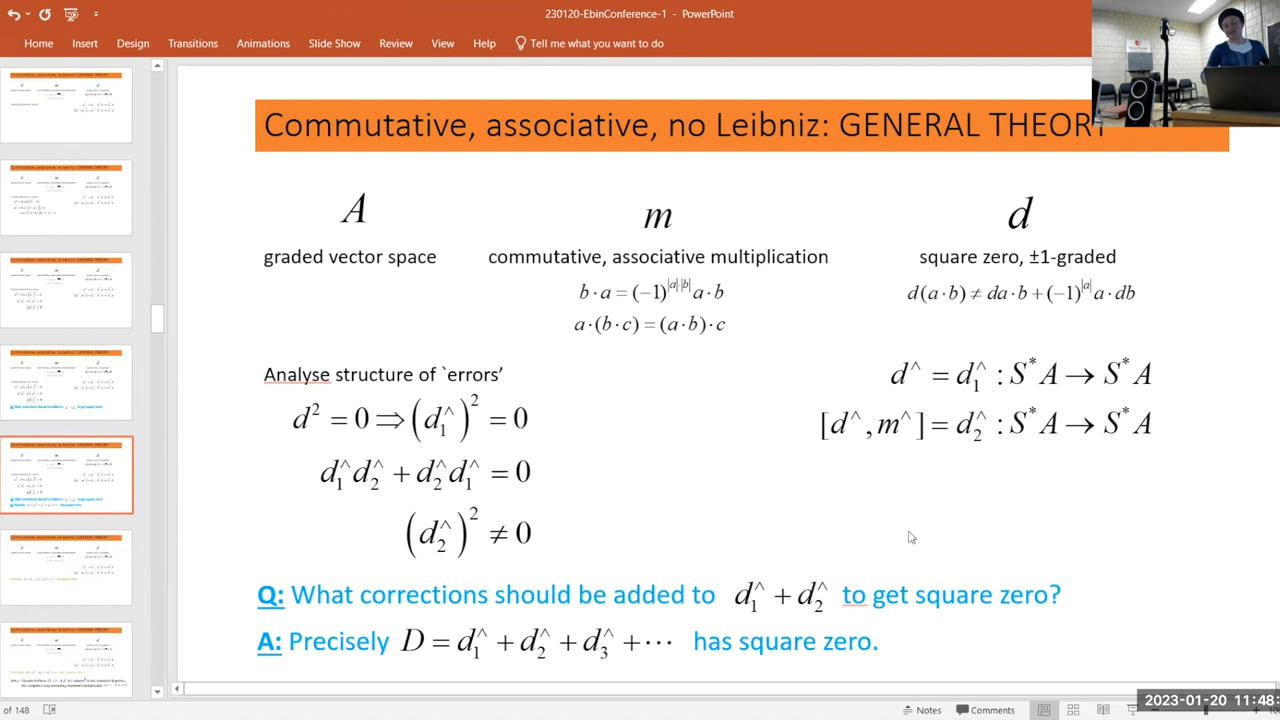 230120-EbinConference-1 - PowerPoint
Home Insert Design Transitions Animations Slide Show Review View Help Tell me what you want to do
Commutative, associative, no Leibniz: GENERAL THEORY
A m d
graded vector space commutative, associative multiplication square zero, ±1-graded
b · a = (−1)^{|a|·|b|} a · b d(a · b) ≠ da · b + (−1)^{|a|} a · db
a · (b · c) = (a · b) · c
Analyse structure of `errors' d^ = d₁^ : S*A → S*A
d² = 0 ⇒ (d₁^)² = 0 [d^, m^] = d₂^ : S*A → S*A
d₁^ d₂^ + d₂^ d₁^ = 0
(d₂^)² ≠ 0
Q: What corrections should be added to d₁^ + d₂^ to get square zero?
A: Precisely D = d₁^ + d₂^ + d₃^ + ⋯ has square zero.
of 148 Notes Comments
2023-01-20 11:48: